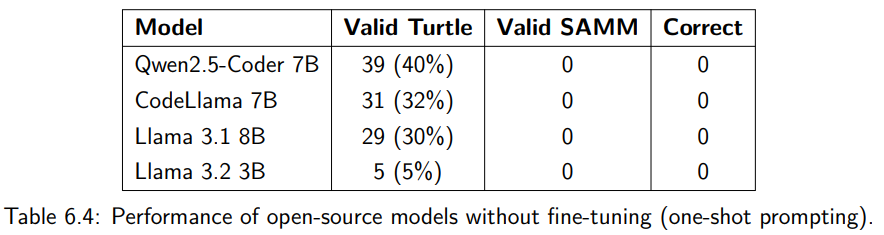 Model Valid Turtle Valid SAMM Correct
Qwen2.5-Coder 7B 39 (40%) 0 0
CodeLlama 7B 31 (32%) 0 0
Llama 3.1 8B 29 (30%) 0 0
Llama 3.2 3B 5 (5%) 0 0
Table 6.4: Performance of open-source models without fine-tuning (one-shot prompting).